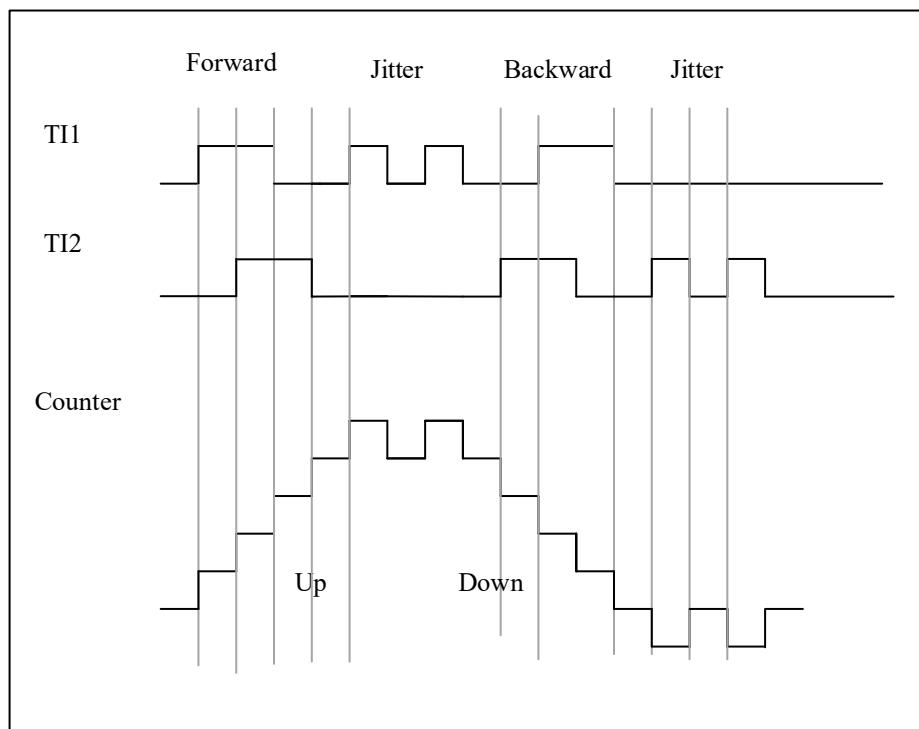 Forward
Jitter
Backward
Jitter
TI1
TI2
Counter
Up
Down